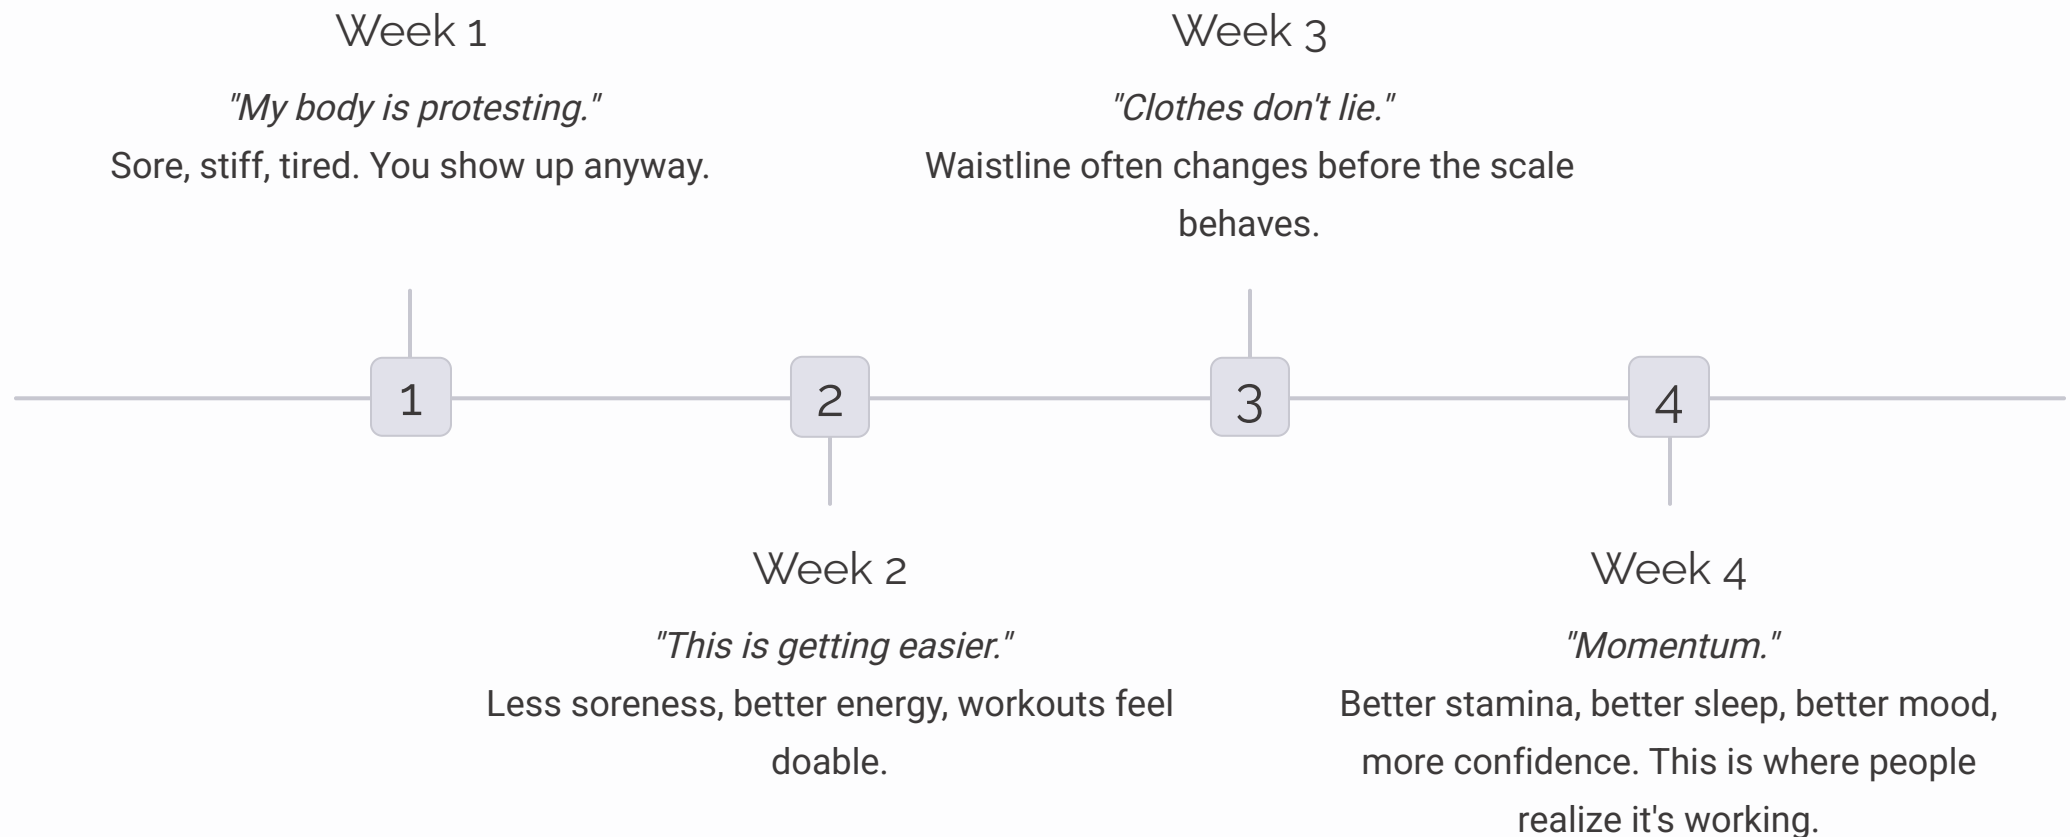 Week 1
"My body is protesting."
Sore, stiff, tired. You show up anyway.
Week 3
"Clothes don't lie."
Waistline often changes before the scale
behaves.
1
2
3
4
Week 2
"This is getting easier."
Less soreness, better energy, workouts feel
doable.
Week 4
"Momentum."
Better stamina, better sleep, better mood,
more confidence. This is where people
realize it's working.